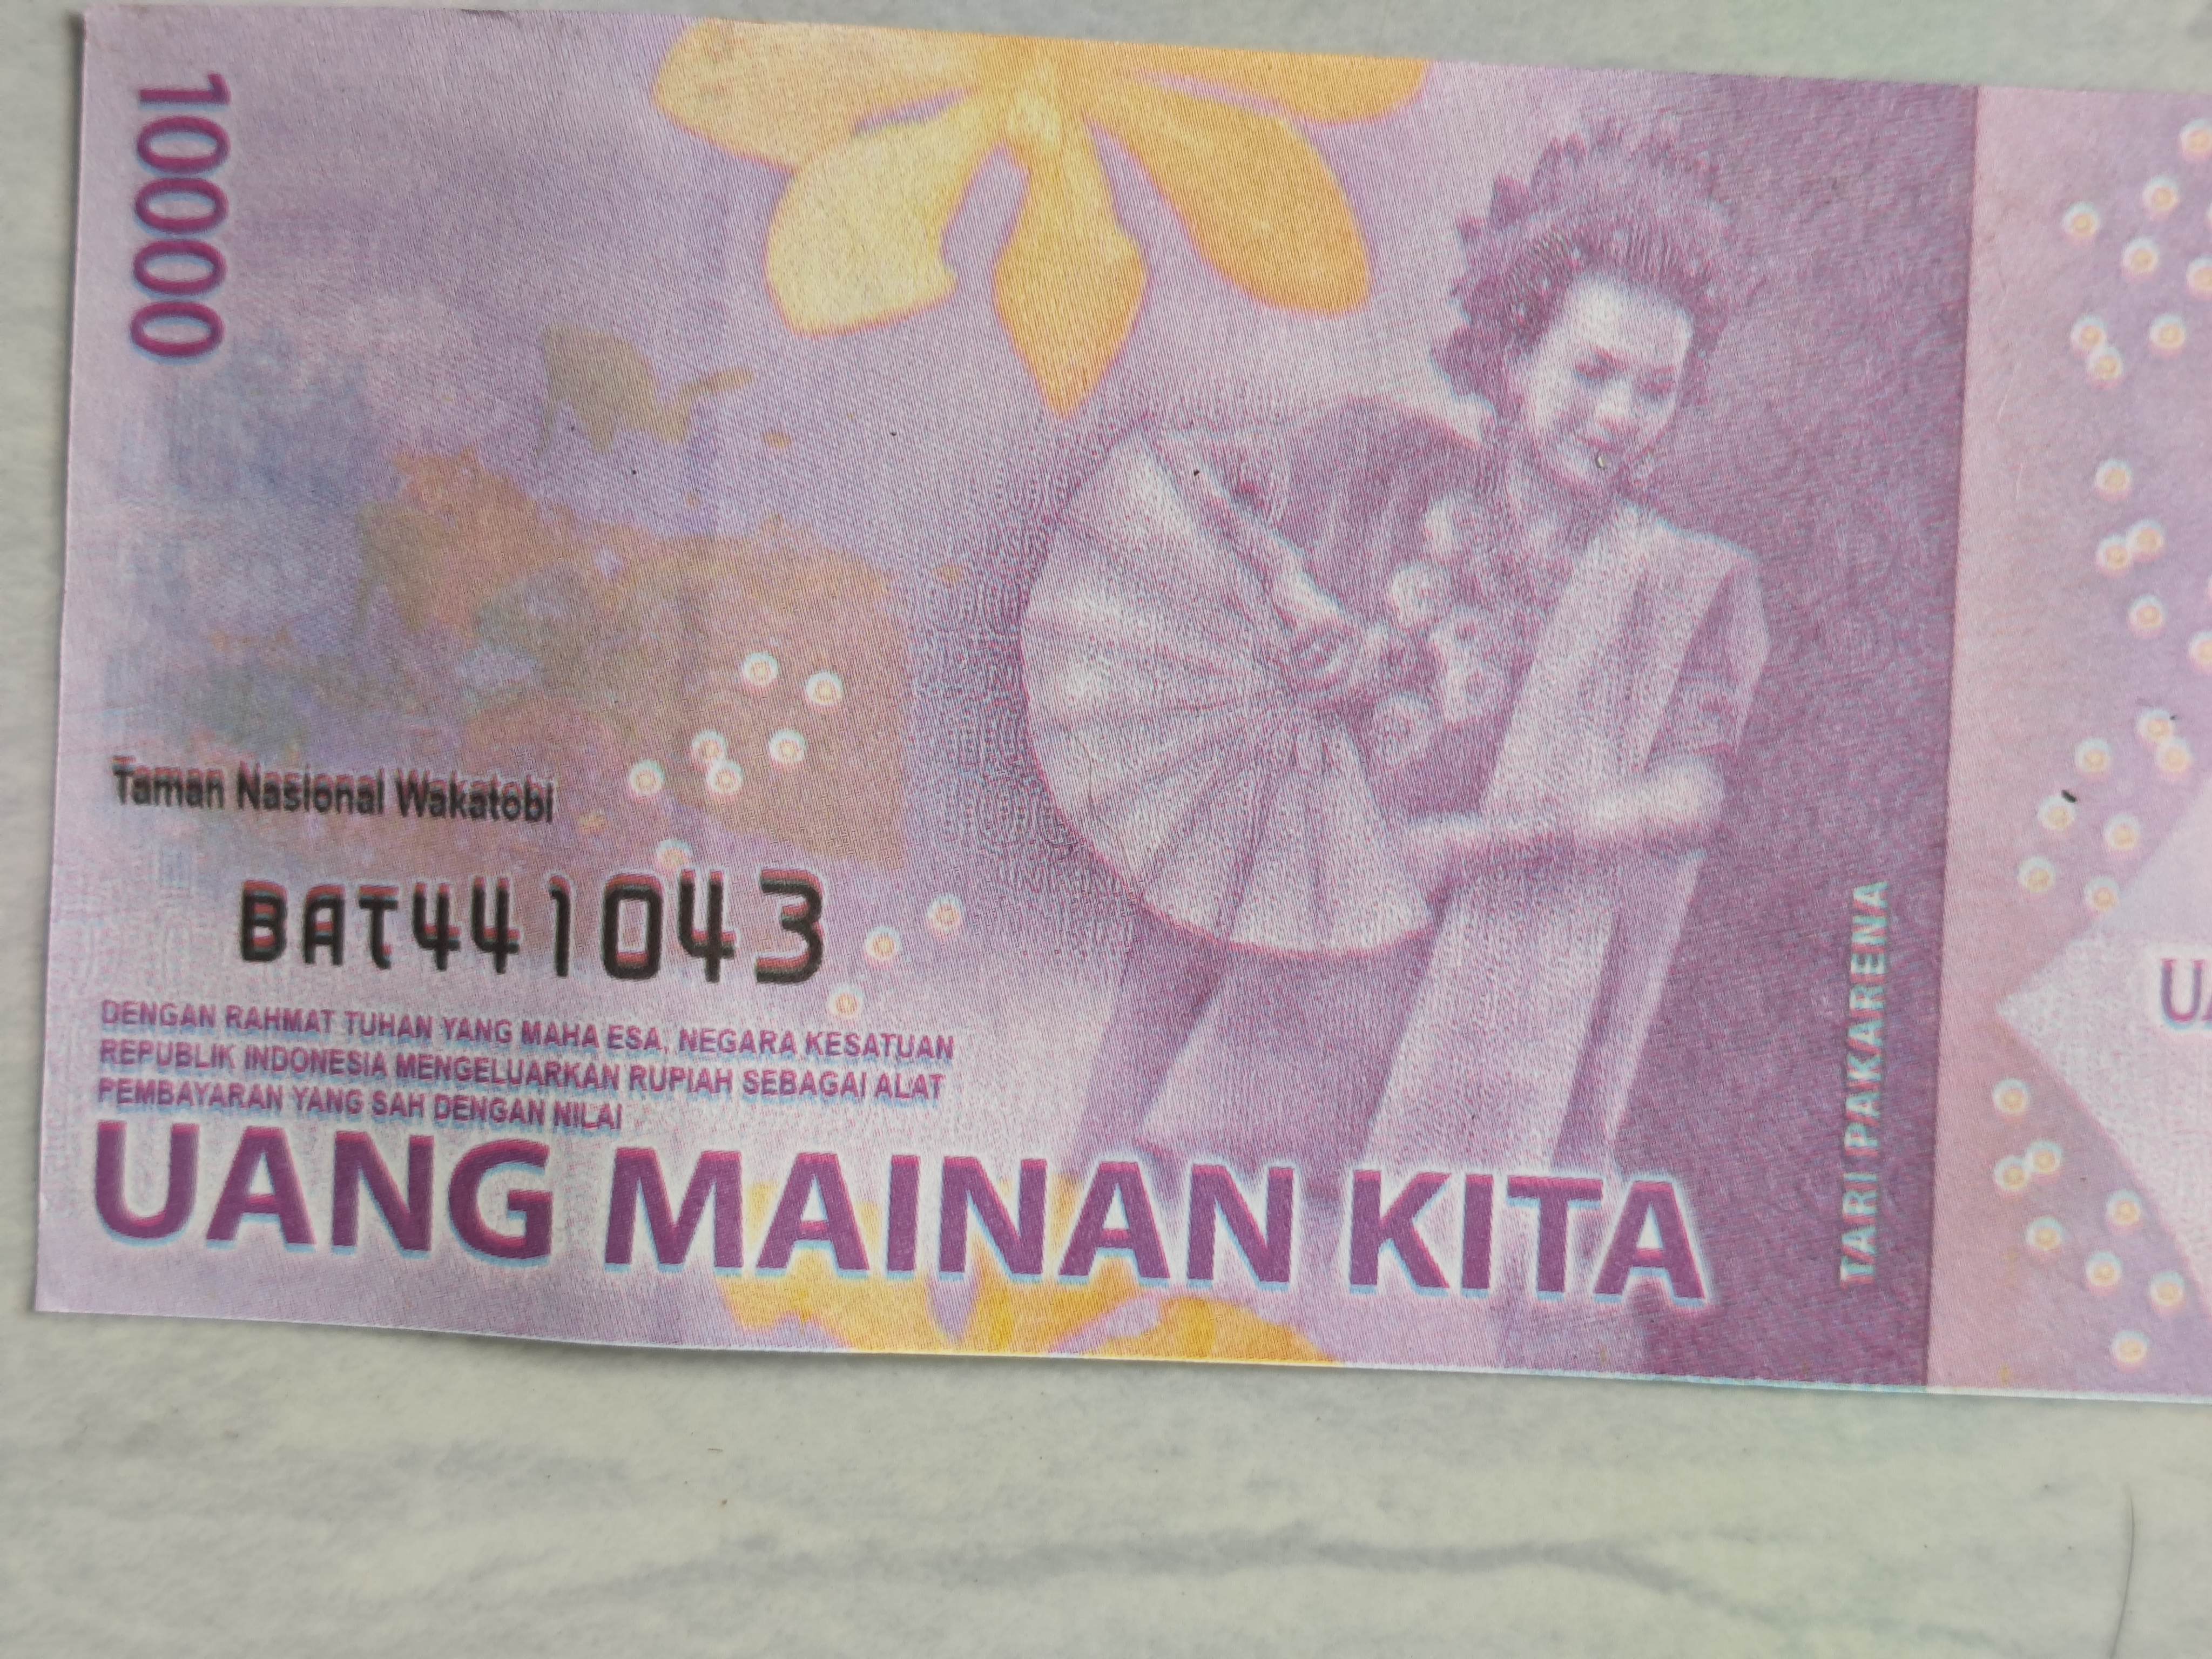 10000
Taman Nasional Wakatobi
BAT441043
DENGAN RAHMAT TUHAN YANG MAHA ESA, NEGARA KESATUAN
REPUBLIK INDONESIA MENGELUARKAN RUPIAH SEBAGAI ALAT
PEMBAYARAN YANG SAH DENGAN NILAI
UANG MAINAN KITA
TARI PAKARENA